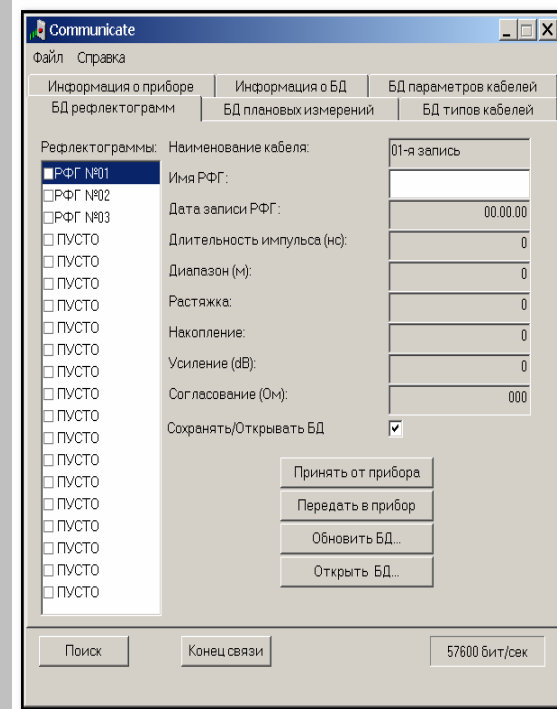 Communicate
Файл Справка
Информация о приборе Информация о БД БД параметров кабелей
БД рефлектограмм БД плановых измерений БД типов кабелей
Рефлектограммы: Наименование кабеля: 01-я запись
РФГ №01
Имя РФГ:
РФГ №02
Дата записи РФГ: 00.00.00
РФГ №03
ПУСТО
Длительность импульса (нс): 0
ПУСТО
Диапазон (м): 0
ПУСТО
Растяжка: 0
ПУСТО
ПУСТО
Накопление: 0
ПУСТО
Усиление (dB): 0
ПУСТО
Согласование (Ом): 000
ПУСТО
ПУСТО
Сохранять/Открывать БД
ПУСТО
ПУСТО
Принять от прибора
ПУСТО
Передать в прибор
ПУСТО
ПУСТО
Обновить БД...
ПУСТО
ПУСТО
Открыть БД...
ПУСТО
Поиск Конец связи 57600 бит/сек